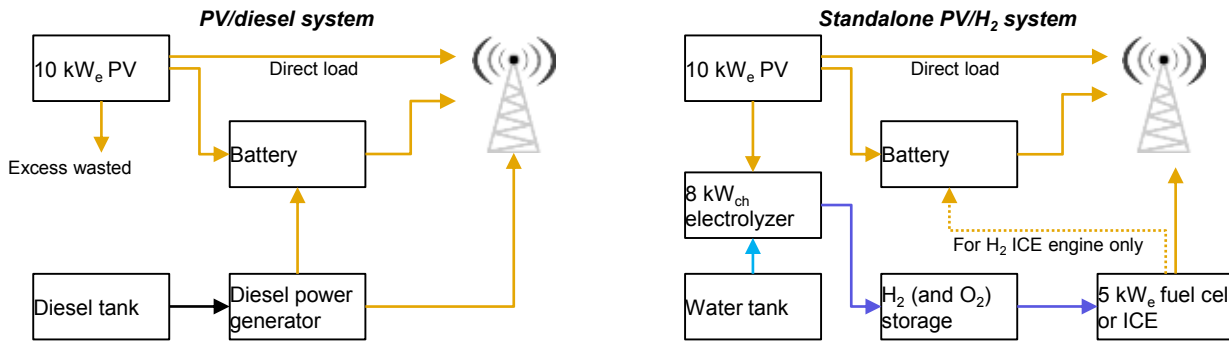 PV/diesel system
10 kWe PV
Direct load
Excess wasted
Battery
Diesel tank
Diesel power
generator
Standalone PV/H2 system
10 kWe PV
Direct load
Battery
8 kWch
electrolyzer
For H2 ICE engine only
Water tank
H2 (and O2)
storage
5 kWe fuel cel
or ICE